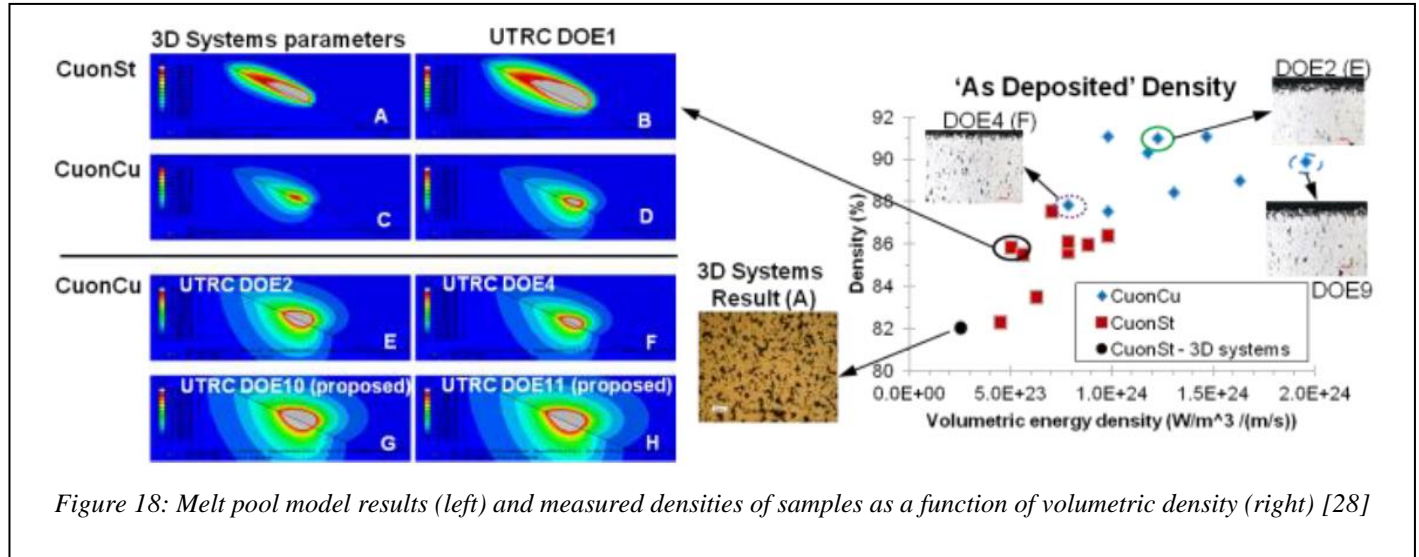 3D Systems parameters
UTRC DOE1
CuonSt
A
B
CuonCu
C
D
CuonCu
UTRC DOE2
E
UTRC DOE4
F
UTRC DOE10 (proposed)
G
UTRC DOE11 (proposed)
H
3D Systems
Result (A)
'As Deposited' Density
DOE2 (E)
DOE4 (F)
DOE9
Density (%)
92
90
88
86
84
82
80
0.0E+00
5.0E+23
1.0E+24
1.5E+24
2.0E+24
Volumetric energy density (W/m^3 /(m/s))
CuonCu
CuonSt
CuonSt - 3D systems
Figure 18: Melt pool model results (left) and measured densities of samples as a function of volumetric density (right) [28]